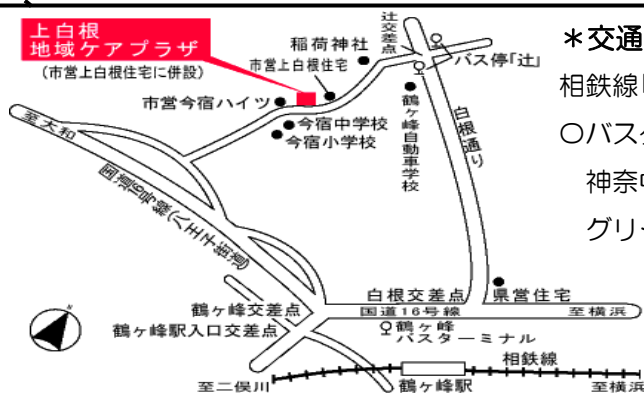 上白根
地域ケアプラザ
(市営上白根住宅に併設)
辻交差点
稲荷神社
市営上白根住宅
バス停「辻」
市営今宿ハイツ
今宿中学校
今宿小学校
鶴ヶ峰自動車学校
白根通り
至大和
国道16号線(八王子街道)
白根交差点
県営住宅
鶴ヶ峰交差点
国道16号線
至横浜
鶴ヶ峰駅入口交差点
鶴ヶ峰
バスターミナル
相鉄線
至二俣川
鶴ヶ峰駅
至横浜
N
＊交通
相鉄線
〇バス
神奈
グリー